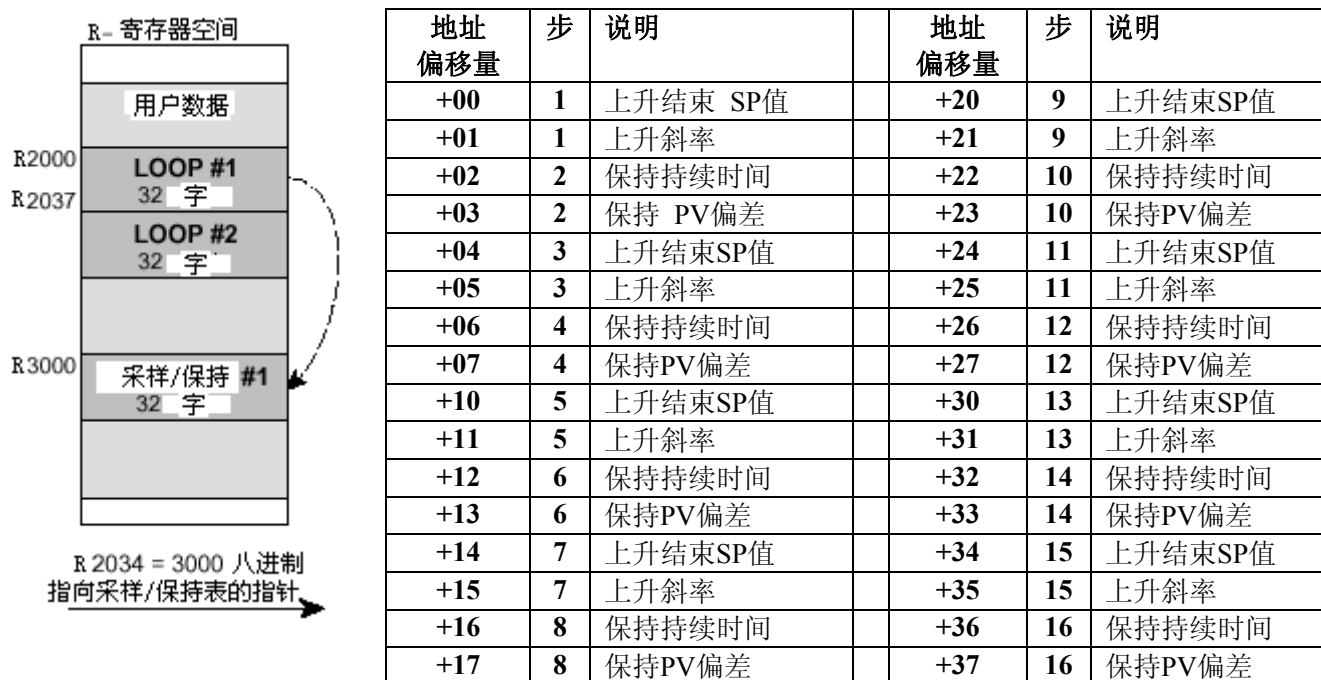 R- 寄存器空间
用户数据
R2000
LOOP #1
32 字
R2037
LOOP #2
32 字
R3000
采样/保持 #1
32 字
R 2034 = 3000 八进制
指向采样/保持表的指针
地址偏移量 步 说明 地址偏移量 步 说明
+00 1 上升结束 SP值 +20 9 上升结束SP值
+01 1 上升斜率 +21 9 上升斜率
+02 2 保持持续时间 +22 10 保持持续时间
+03 2 保持 PV偏差 +23 10 保持PV偏差
+04 3 上升结束SP值 +24 11 上升结束SP值
+05 3 上升斜率 +25 11 上升斜率
+06 4 保持持续时间 +26 12 保持持续时间
+07 4 保持PV偏差 +27 12 保持PV偏差
+10 5 上升结束SP值 +30 13 上升结束SP值
+11 5 上升斜率 +31 13 上升斜率
+12 6 保持持续时间 +32 14 保持持续时间
+13 6 保持PV偏差 +33 14 保持PV偏差
+14 7 上升结束SP值 +34 15 上升结束SP值
+15 7 上升斜率 +35 15 上升斜率
+16 8 保持持续时间 +36 16 保持持续时间
+17 8 保持PV偏差 +37 16 保持PV偏差